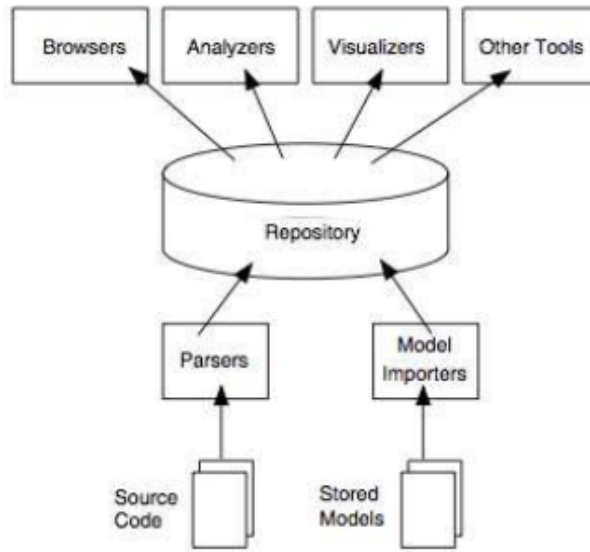 Browsers
Analyzers
Visualizers
Other Tools
Repository
Parsers
Model
Importers
Source
Code
Stored
Models